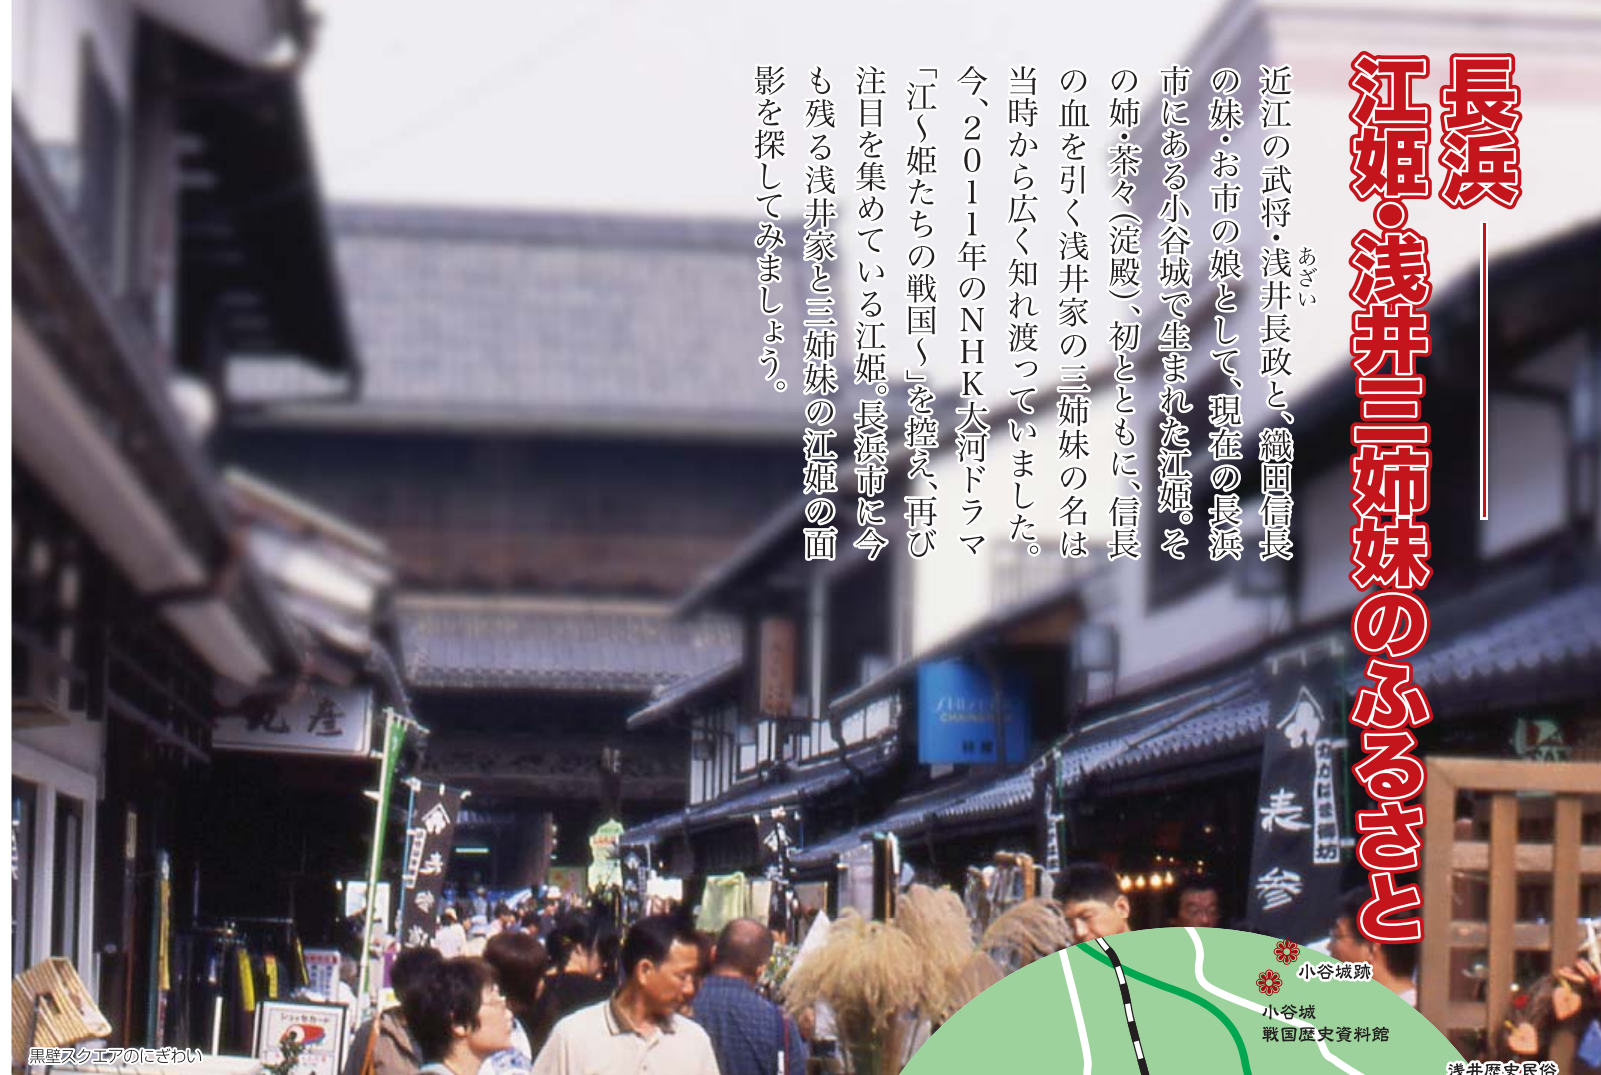 長浜
江姫・浅井三姉妹のふるさと
あざい
近江の武将・浅井長政と、織田信長
の妹・お市の娘として、現在の長浜
市にある小谷城で生まれた江姫。そ
の姉・茶々(淀殿)、初とともに、信長
の血を引く浅井家の三姉妹の名は
当時から広く知れ渡っていました。
今、2011年のNHK大河ドラマ
「江〜姫たちの戦国〜」を控え、再び
注目を集めている江姫。長浜市に今
も残る浅井家と三姉妹の江姫の面
影を探してみましょう。
表参
表参
小谷城跡
小谷城
戦国歴史資料館
浅井歴史民俗
黒壁スクエアのにぎわい